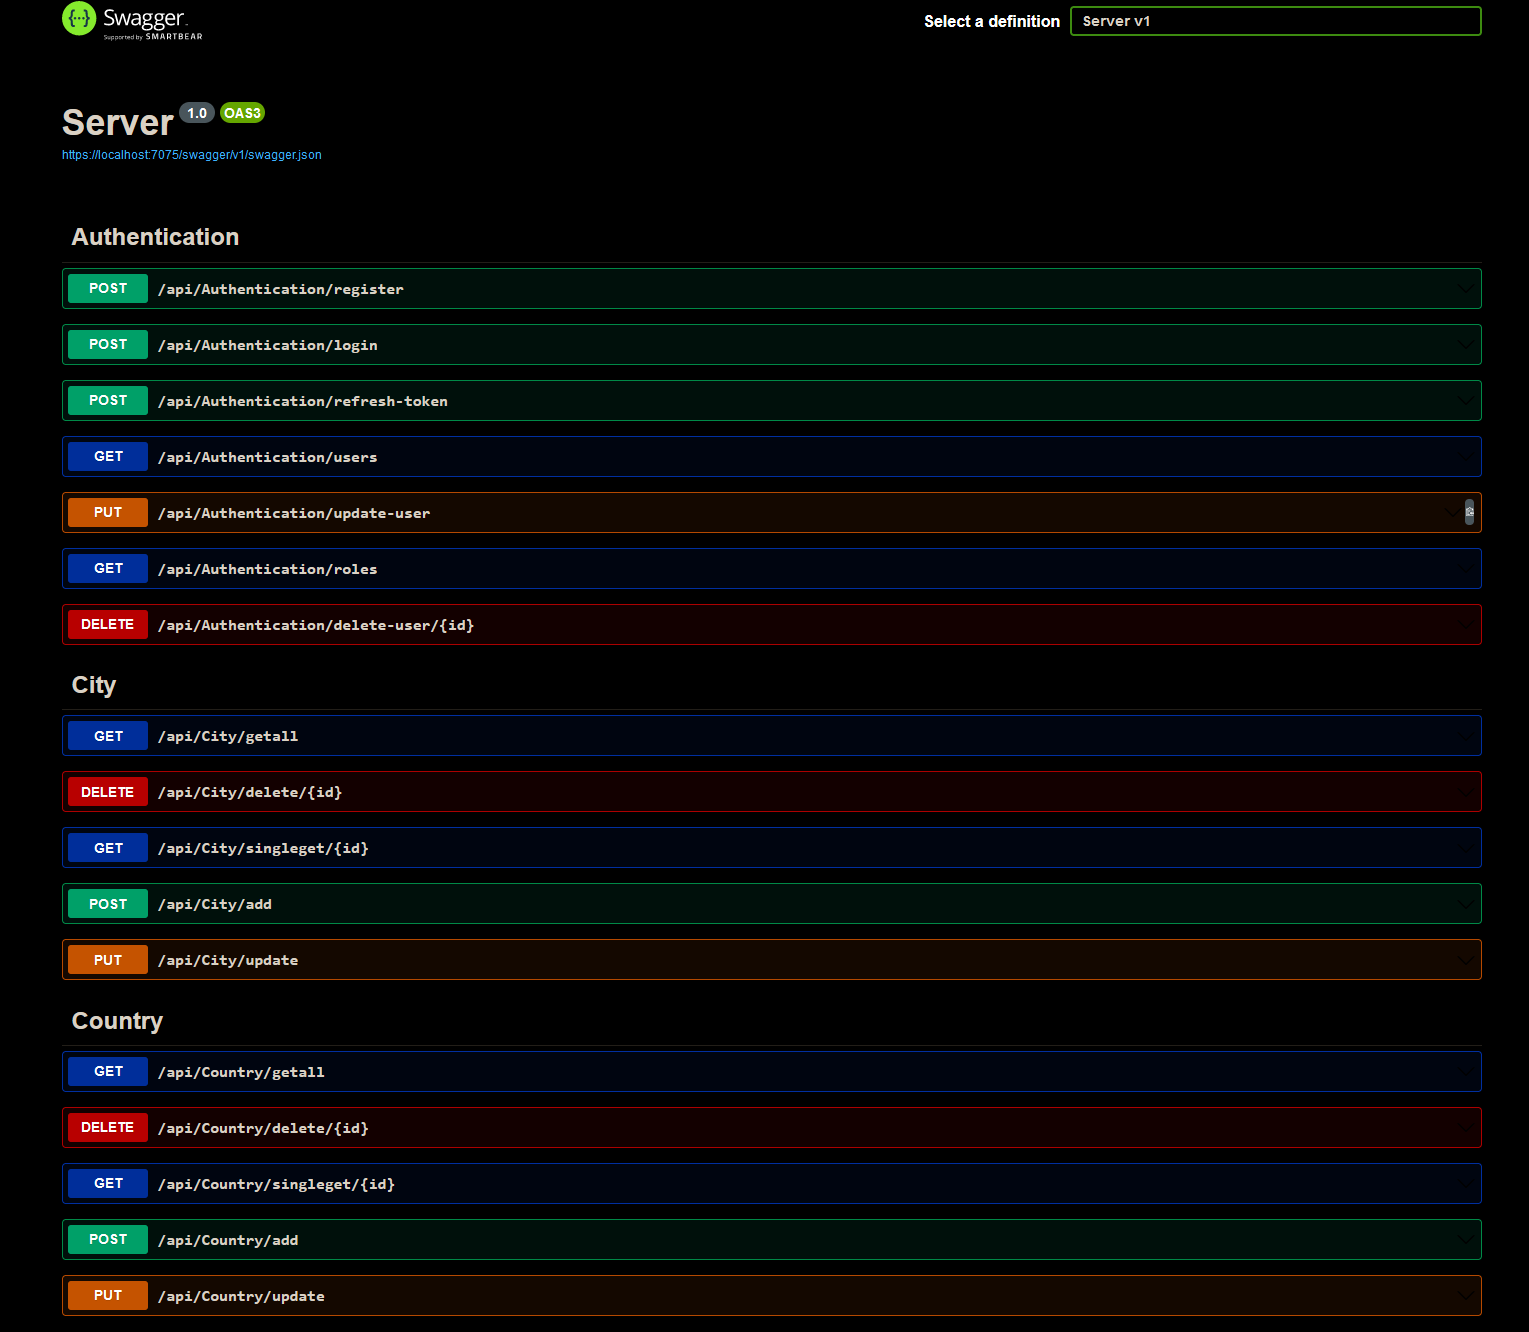 Swagger
Supported by SMARTBEAR
Select a definition
Server v1
Server 1.0 OAS3
https://localhost:7075/swagger/v1/swagger.json
Authentication
POST /api/Authentication/register
POST /api/Authentication/login
POST /api/Authentication/refresh-token
GET /api/Authentication/users
PUT /api/Authentication/update-user
GET /api/Authentication/roles
DELETE /api/Authentication/delete-user/{id}
City
GET /api/City/getall
DELETE /api/City/delete/{id}
GET /api/City/singleget/{id}
POST /api/City/add
PUT /api/City/update
Country
GET /api/Country/getall
DELETE /api/Country/delete/{id}
GET /api/Country/singleget/{id}
POST /api/Country/add
PUT /api/Country/update